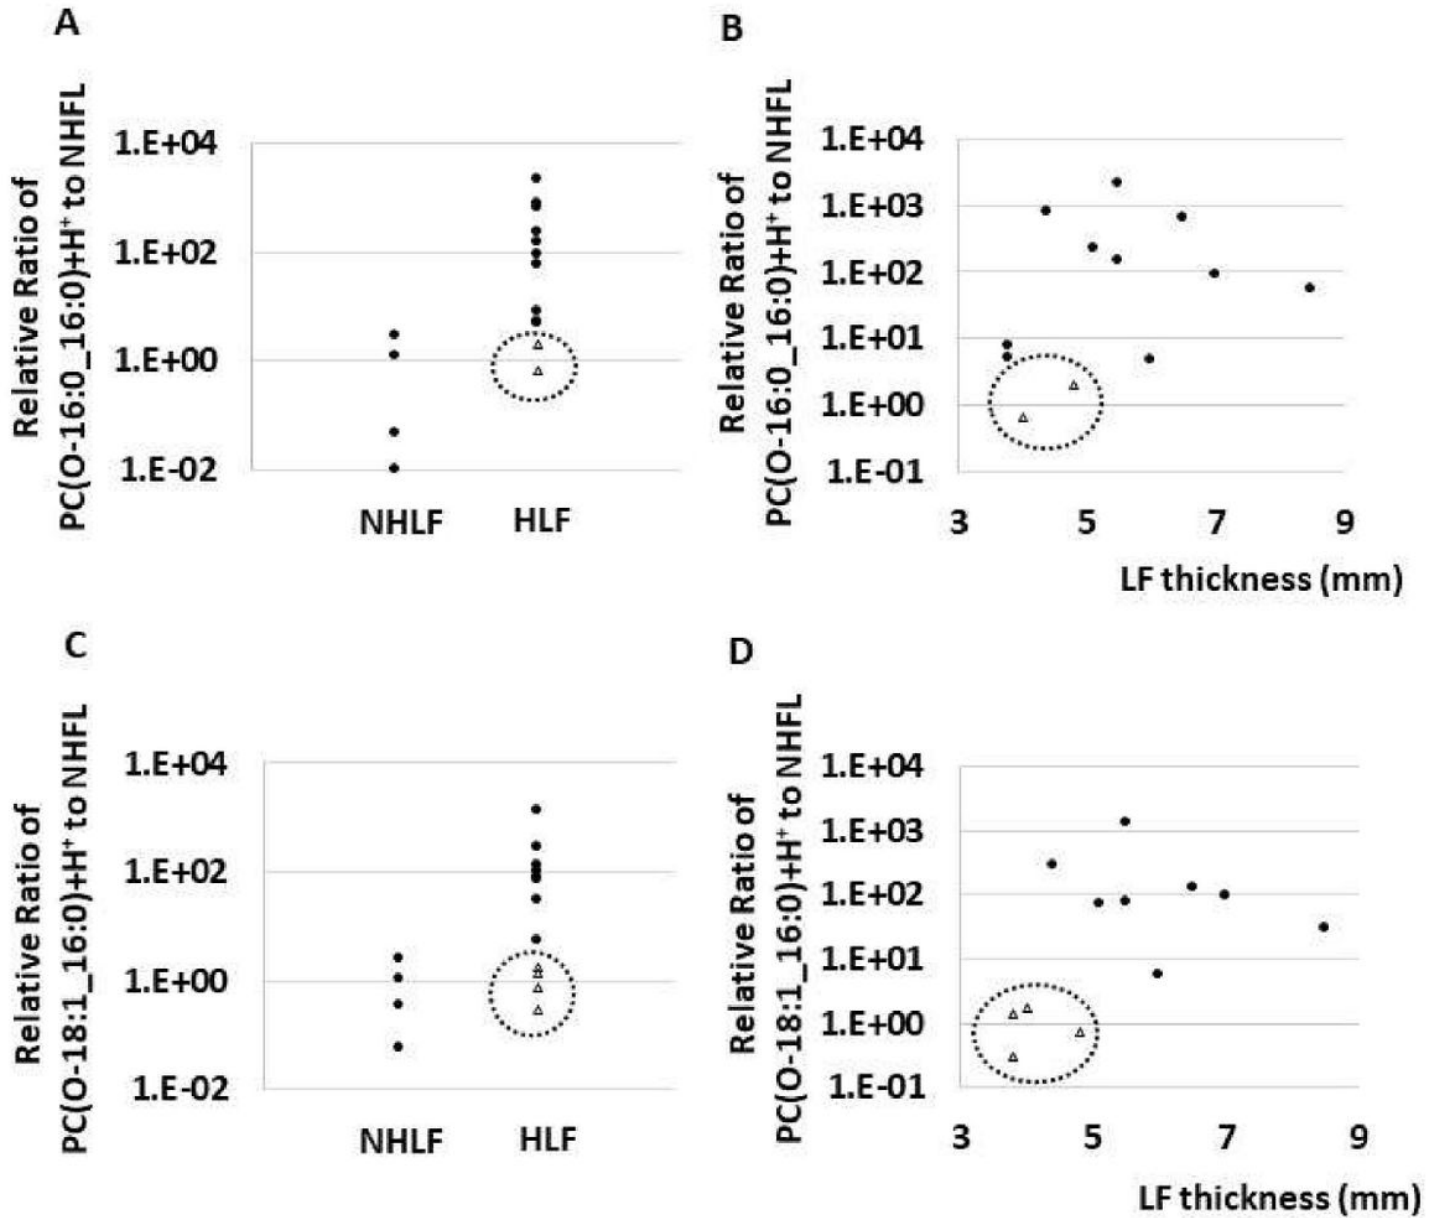 A
Relative Ratio of
PC(O-16:0_16:0)+H⁺ to NHFL
1.E+04
1.E+02
1.E+00
1.E-02
NHLF
HLF
B
Relative Ratio of
PC(O-16:0_16:0)+H⁺ to NHFL
1.E+04
1.E+03
1.E+02
1.E+01
1.E+00
1.E-01
3
5
7
9
LF thickness (mm)
C
Relative Ratio of
PC(O-18:1_16:0)+H⁺ to NHFL
1.E+04
1.E+02
1.E+00
1.E-02
NHLF
HLF
D
Relative Ratio of
PC(O-18:1_16:0)+H⁺ to NHFL
1.E+04
1.E+03
1.E+02
1.E+01
1.E+00
1.E-01
3
5
7
9
LF thickness (mm)